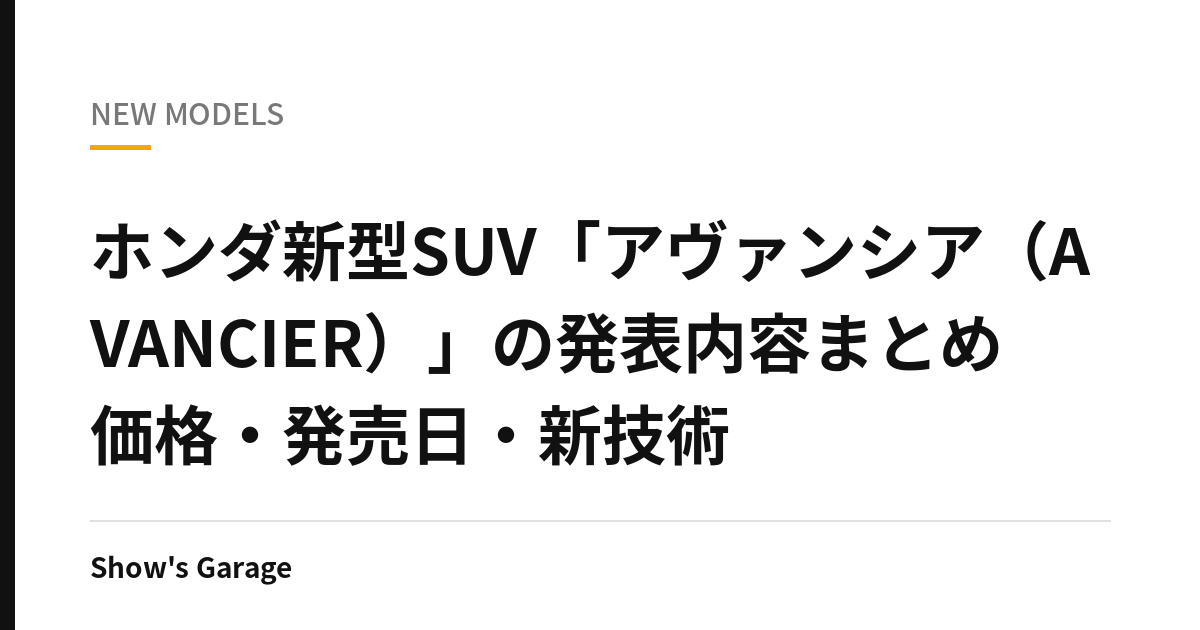 NEW MODELS
ホンダ新型SUV「アヴァンシア（A
VANCIER）」の発表内容まとめ
価格・発売日・新技術
Show's Garage